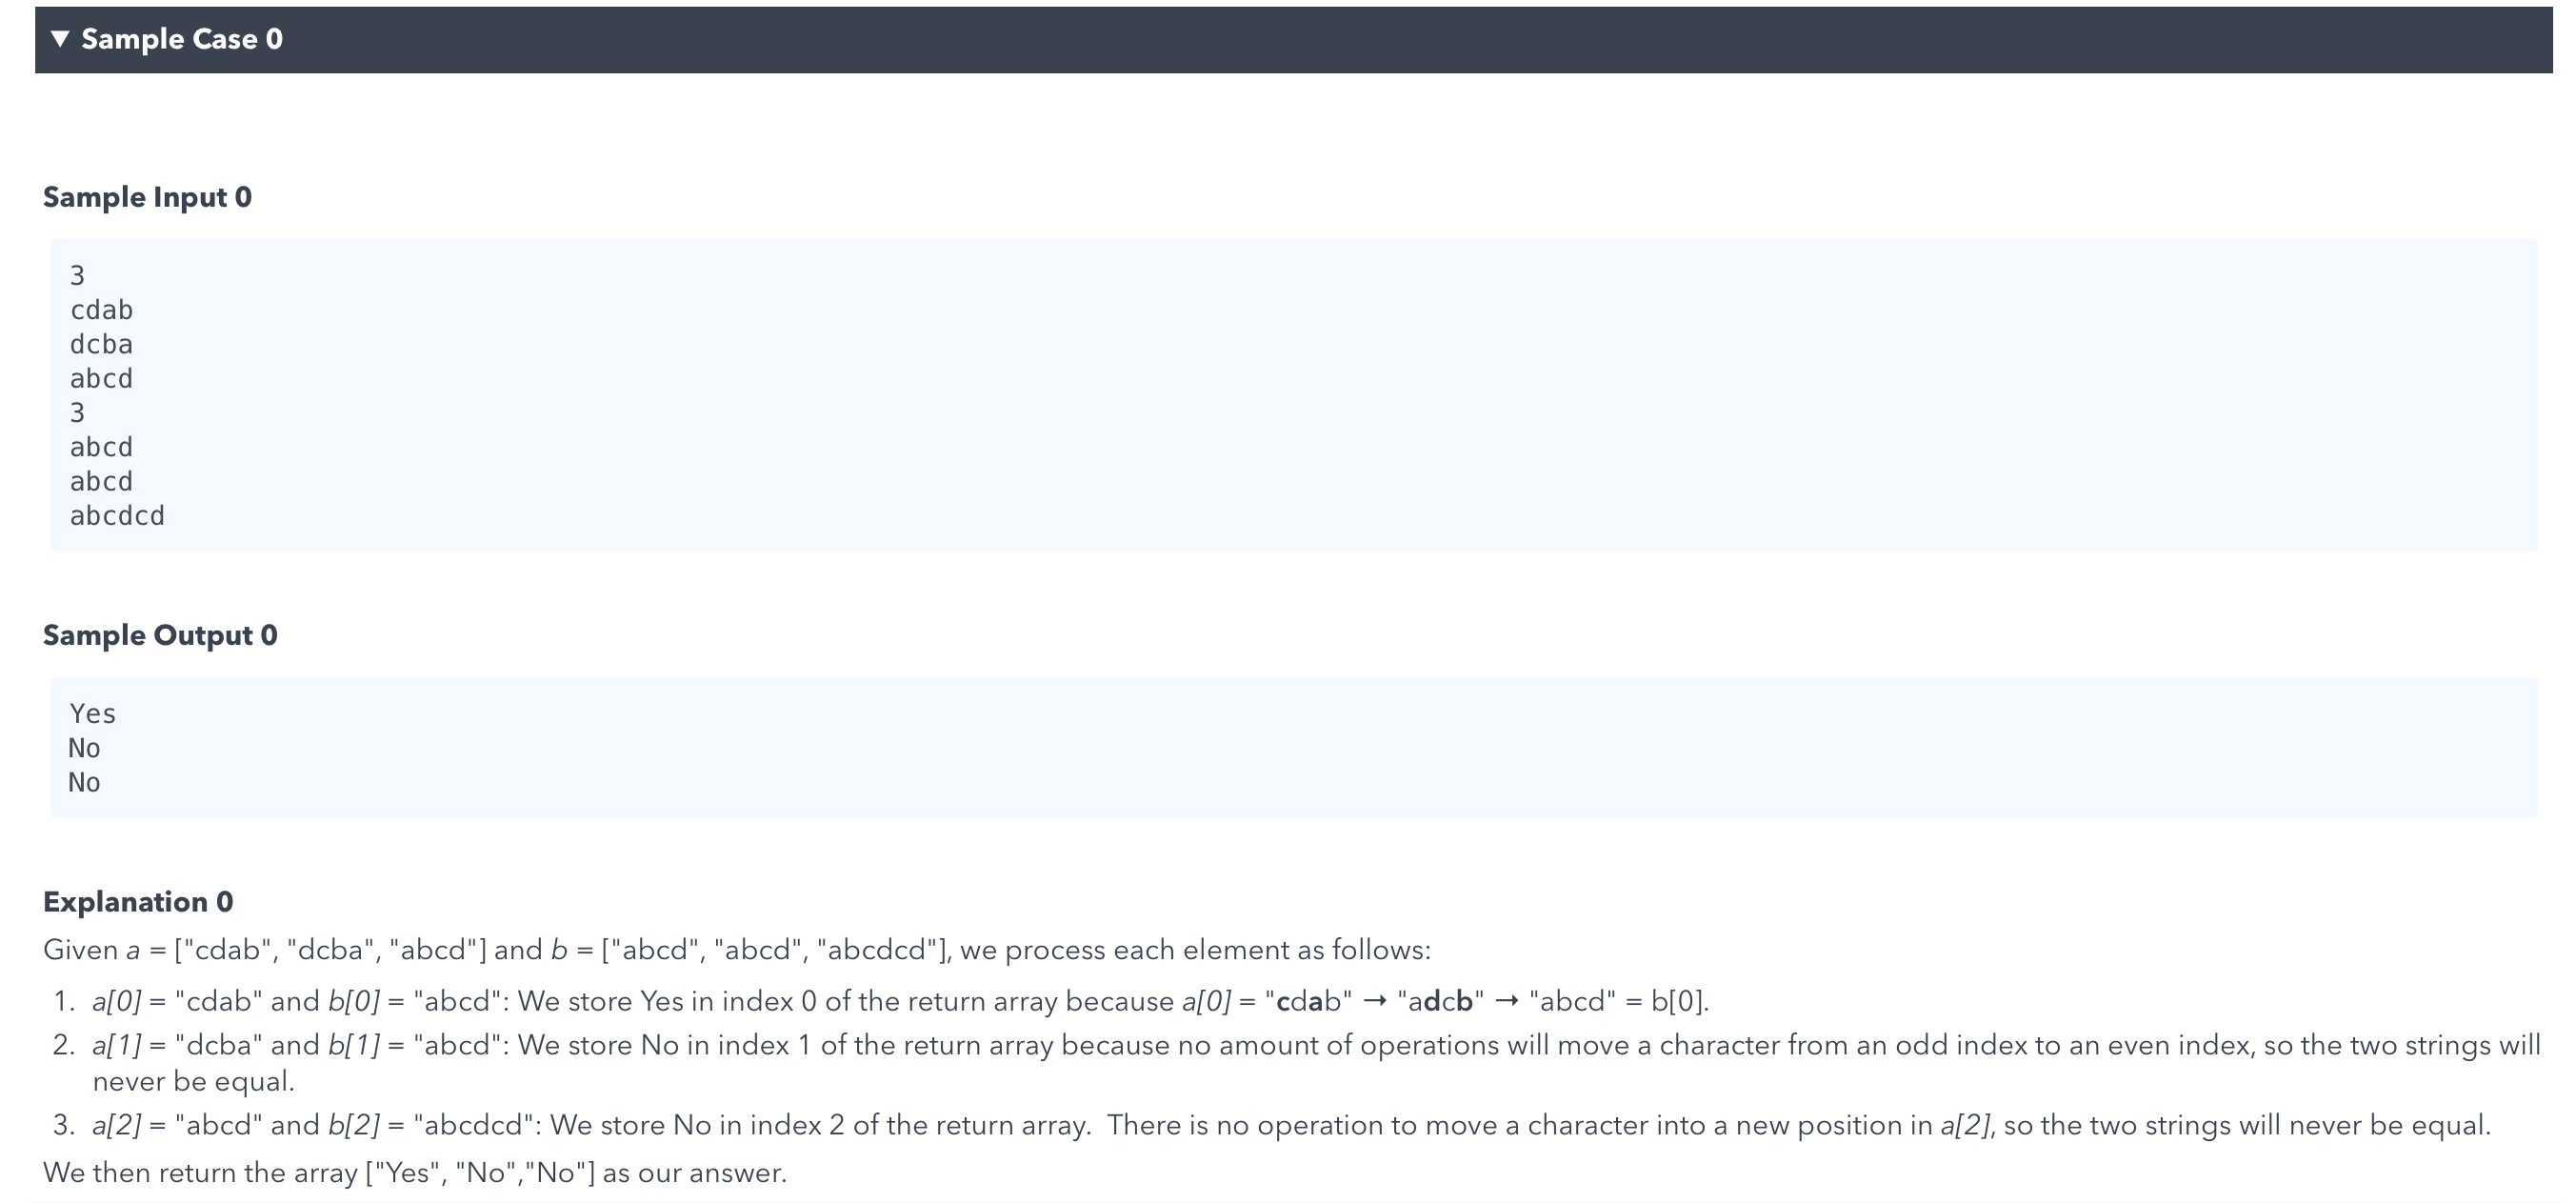 ▼ Sample Case 0
Sample Input 0
3
cdab
dcba
abcd
3
abcd
abcd
abcdcd
Sample Output 0
Yes
No
No
Explanation 0
Given a = ["cdab", "dcba", "abcd"] and b = ["abcd", "abcd", "abcdcd"], we process each element as follows:
1. a[0] = "cdab" and b[0] = "abcd": We store Yes in index 0 of the return array because a[0] = "cdab" → "adcb" → "abcd" = b[0].
2. a[1] = "dcba" and b[1] = "abcd": We store No in index 1 of the return array because no amount of operations will move a character from an odd index to an even index, so the two strings will
never be equal.
3. a[2] = "abcd" and b[2] = "abcdcd": We store No in index 2 of the return array.  There is no operation to move a character into a new position in a[2], so the two strings will never be equal.
We then return the array ["Yes", "No","No"] as our answer.